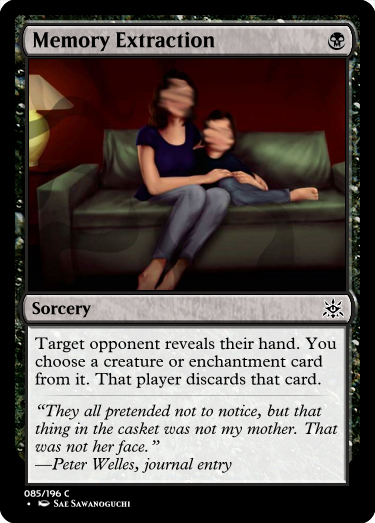 Memory Extraction
Sorcery
Target opponent reveals their hand. You
choose a creature or enchantment card
from it. That player discards that card.
“They all pretended not to notice, but that
thing in the casket was not my mother. That
was not her face.”
—Peter Welles, journal entry
085/196 C
• Sae Sawanoguchi